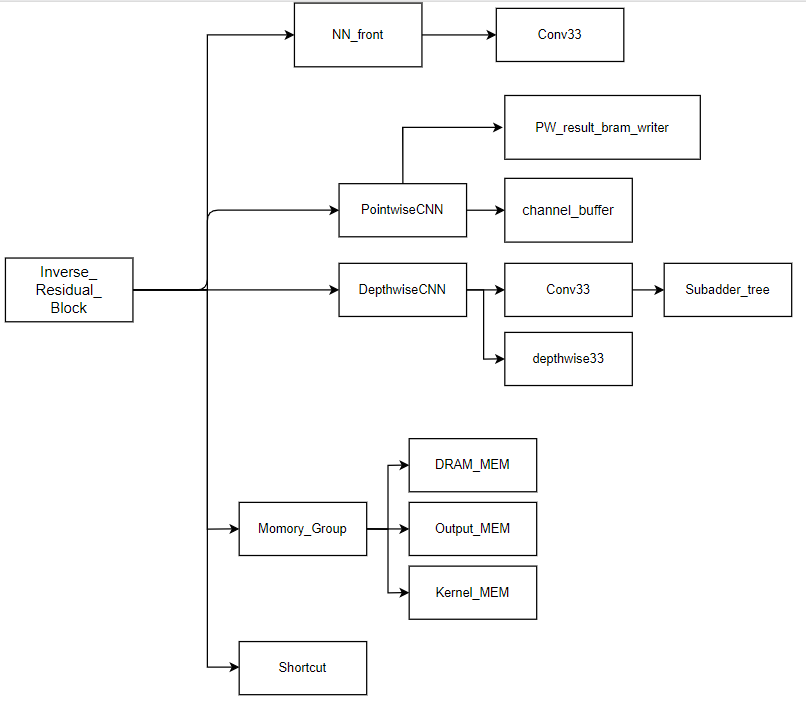 NN_front
Conv33
PW_result_bram_writer
PointwiseCNN
channel_buffer
Inverse_
Residual_
Block
DepthwiseCNN
Conv33
Subadder_tree
depthwise33
DRAM_MEM
Momory_Group
Output_MEM
Kernel_MEM
Shortcut